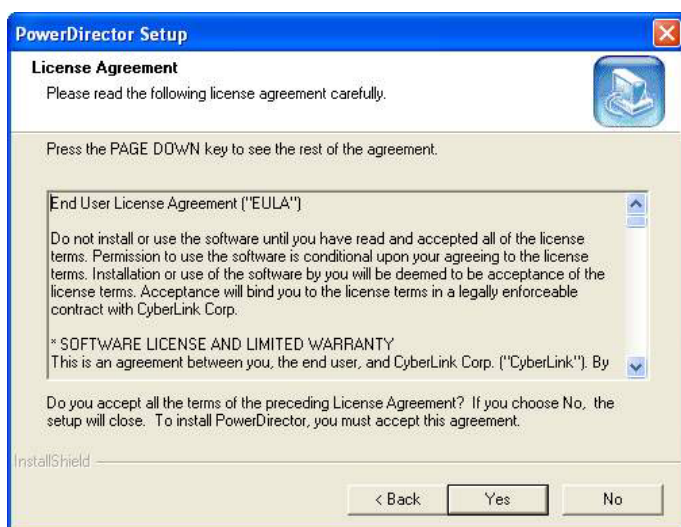 PowerDirector Setup
License Agreement
Please read the following license agreement carefully.
Press the PAGE DOWN key to see the rest of the agreement.
End User License Agreement ("EULA")
Do not install or use the software until you have read and accepted all of the license
terms. Permission to use the software is conditional upon your agreeing to the license
terms. Installation or use of the software by you will be deemed to be acceptance of the
license terms. Acceptance will bind you to the license terms in a legally enforceable
contract with CyberLink Corp.
* SOFTWARE LICENSE AND LIMITED WARRANTY
This is an agreement between you, the end user, and CyberLink Corp. ("CyberLink"). By
Do you accept all the terms of the preceding License Agreement? If you choose No, the
setup will close. To install PowerDirector, you must accept this agreement.
InstallShield
< Back Yes No